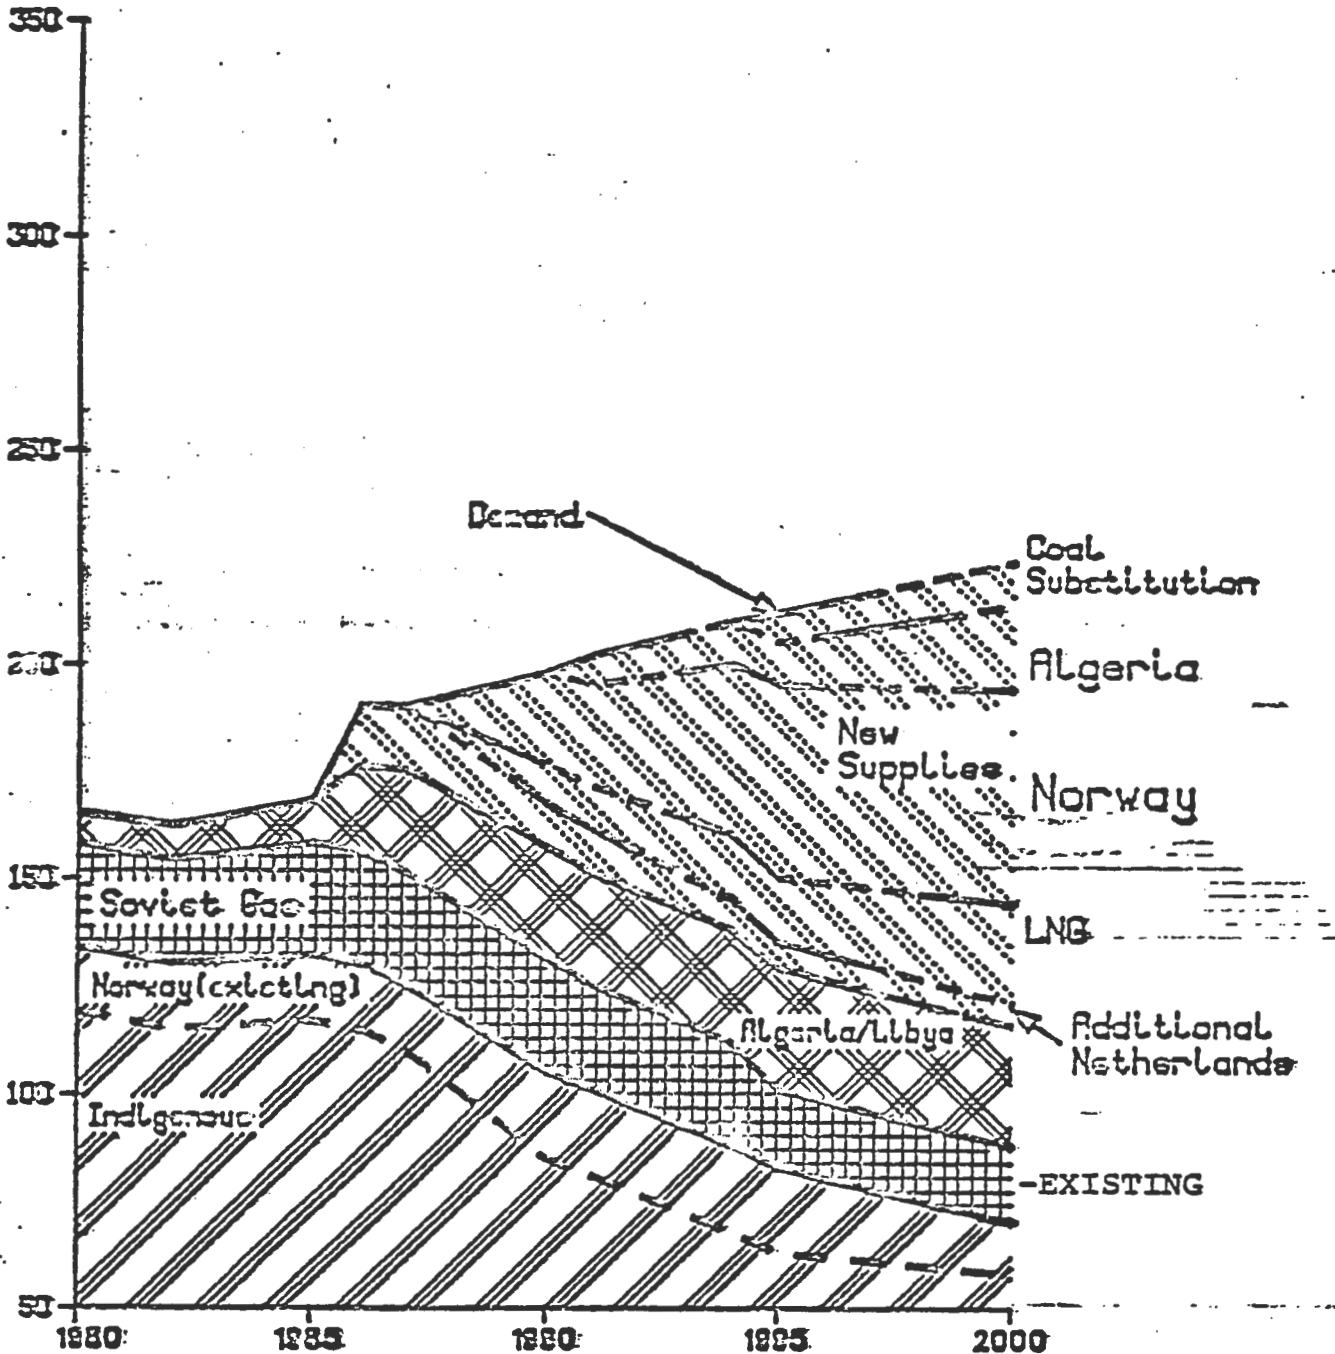 350
300
250
Demand
Coal
Substitution
200
Algeria
New
Supplies
Norway
150
Soviet Gas
LNG
Norway(existing)
Algeria/Libya
Additional
Netherlands
100
Indigenous
-EXISTING
50
1980
1985
1990
1995
2000